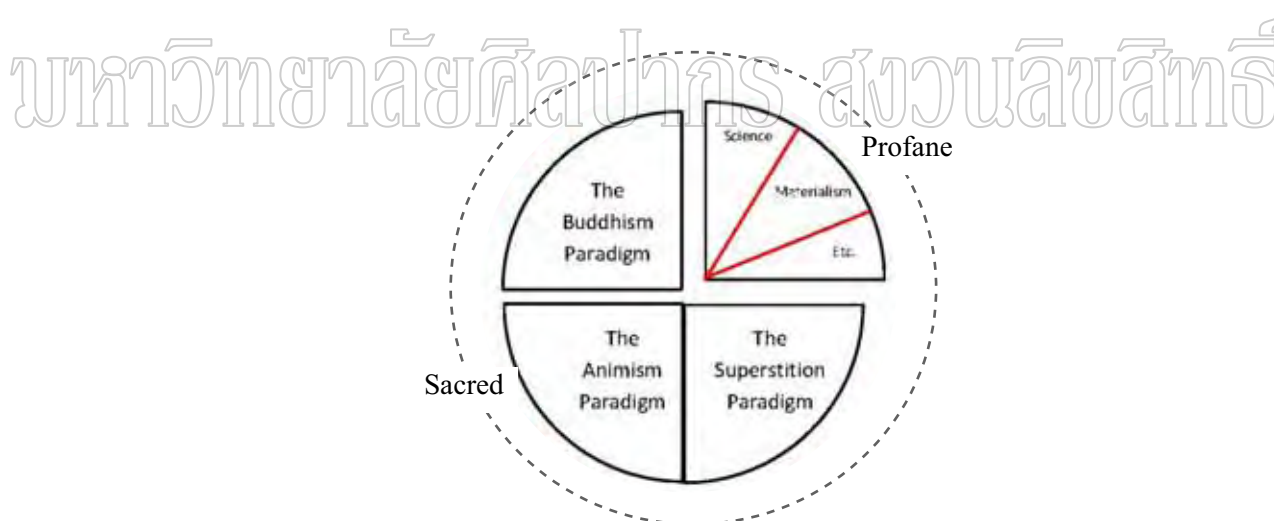 มหาวิทยาลัยศิลปากร สงวนลิขสิทธิ์
Science
Profane
Materialism
Etc.
The
Buddhism
Paradigm
The
Animism
Paradigm
The
Superstition
Paradigm
Sacred